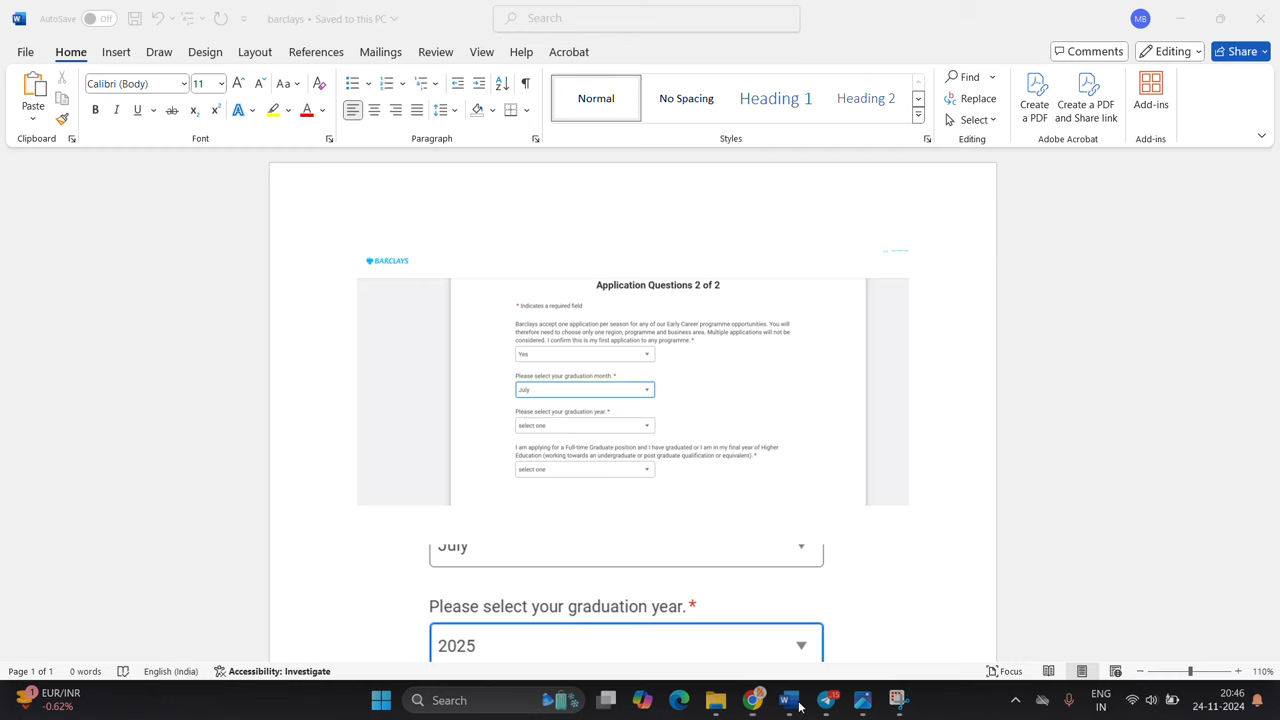 AutoSave Off
barclays • Saved to this PC
Search
MB
File Home Insert Draw Design Layout References Mailings Review View Help Acrobat
Comments Editing Share
Paste
Clipboard
Calibri (Body) 11
Font
Paragraph
Normal
No Spacing
Heading 1
Heading 2
Styles
Find
Replace
Select
Editing
Create a PDF
Create a PDF and Share link
Adobe Acrobat
Add-ins
Add-ins
BARCLAYS
Application Questions 2 of 2
* Indicates a required field
Barclays accept one application per season for any of our Early Career programme opportunities. You will
therefore need to choose only one region, programme and business area. Multiple applications will not be
considered. I confirm this is my first application to any programme.*
Yes
Please select your graduation month.*
July
Please select your graduation year.*
select one
I am applying for a Full-time Graduate position and I have graduated or I am in my final year of Higher
Education (working towards an undergraduate or post graduate qualification or equivalent).*
select one
July
Please select your graduation year.*
2025
Page 1 of 1 0 words English (India) Accessibility: Investigate
Focus
110%
EUR/INR
-0.62%
Search
15
ENG
IN
20:46
24-11-2024